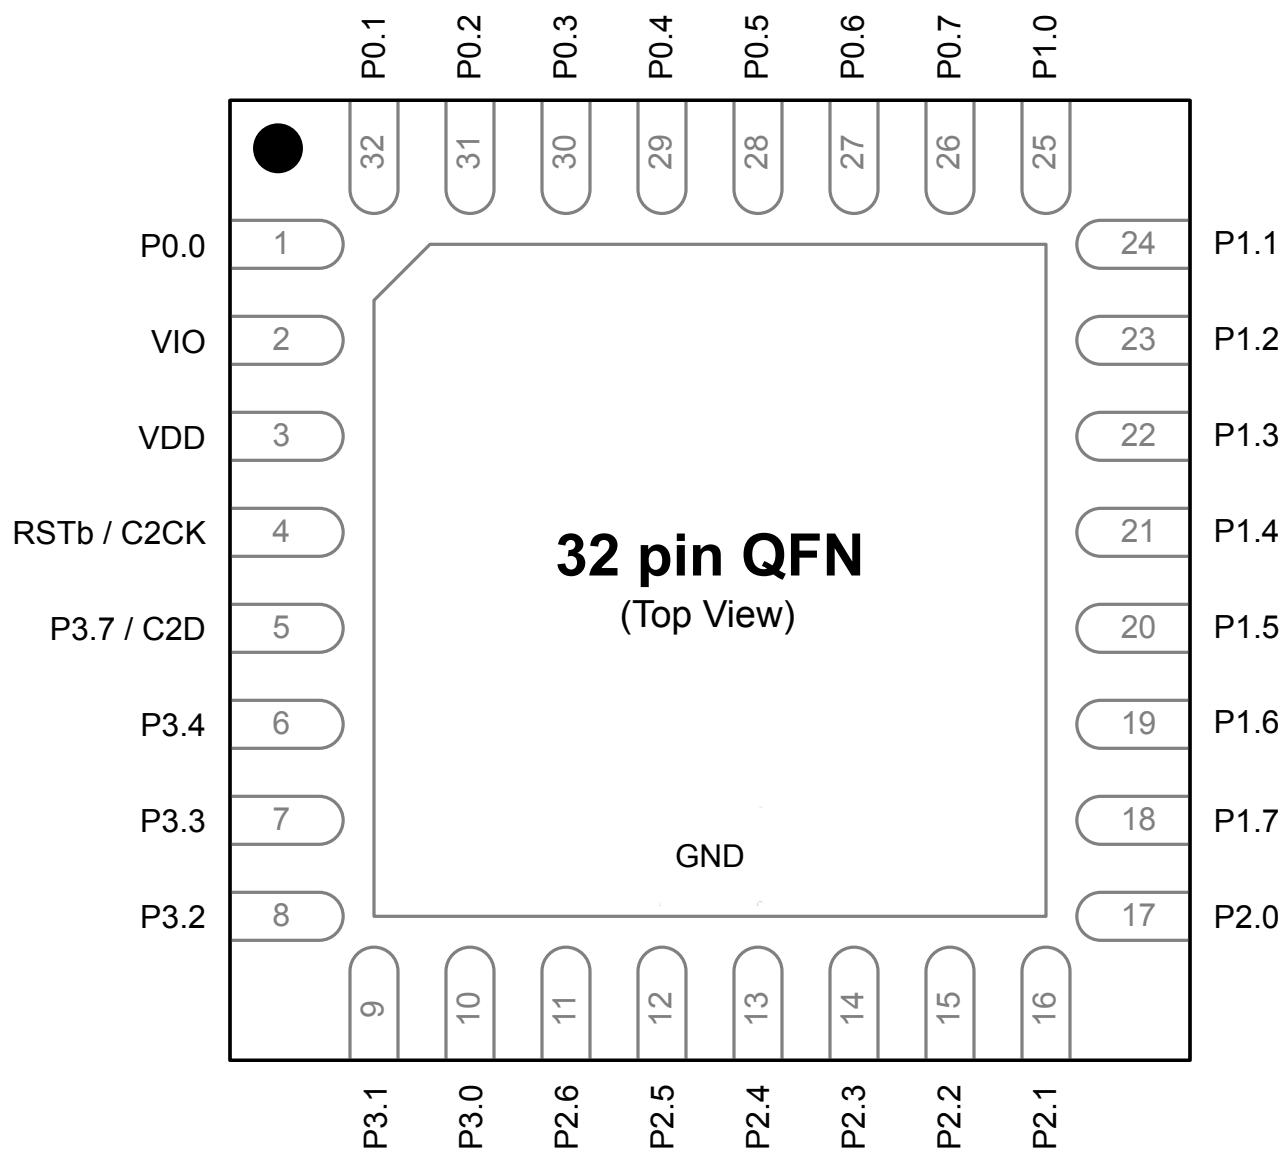 P0.1
P0.2
P0.3
P0.4
P0.5
P0.6
P0.7
P1.0
32
31
30
29
28
27
26
25
P0.0
1
24
P1.1
VIO
2
23
P1.2
VDD
3
22
P1.3
RSTb / C2CK
4
21
P1.4
P3.7 / C2D
5
20
P1.5
P3.4
6
19
P1.6
P3.3
7
18
P1.7
P3.2
8
17
P2.0
32 pin QFN
(Top View)
GND
9
10
11
12
13
14
15
16
P3.1
P3.0
P2.6
P2.5
P2.4
P2.3
P2.2
P2.1